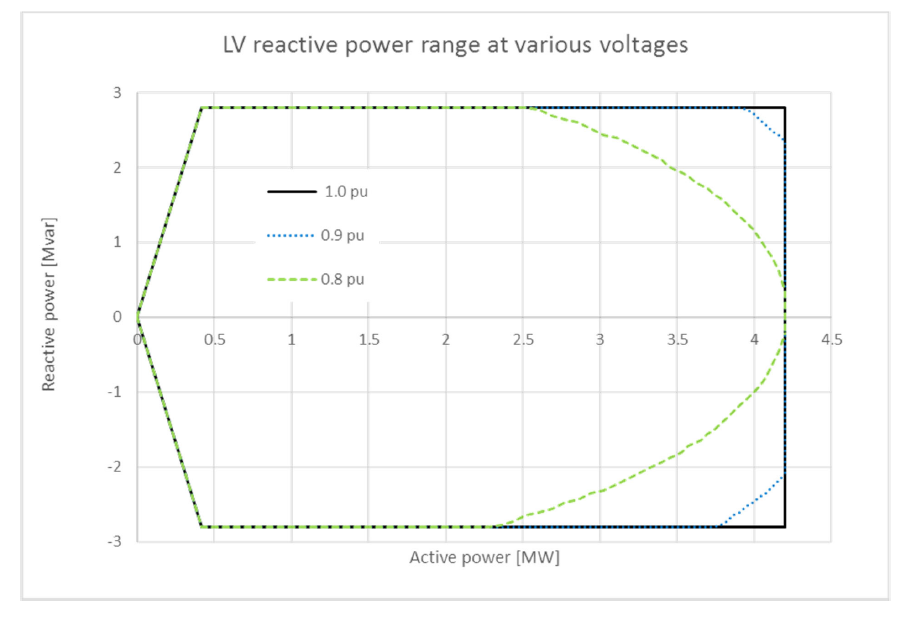 LV reactive power range at various voltages
Reactive power [Mvar]
3
2
1
0
-1
-2
-3
1.0 pu
0.9 pu
0.8 pu
0 0.5 1 1.5 2 2.5 3 3.5 4 4.5
Active power [MW]